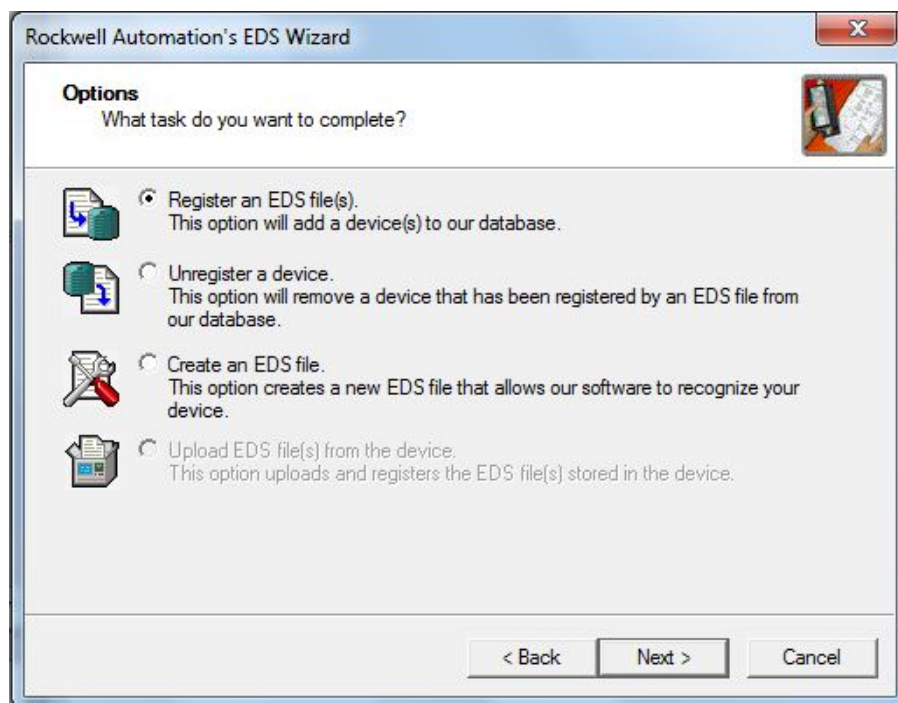 Rockwell Automation's EDS Wizard
Options
What task do you want to complete?
Register an EDS file(s).
This option will add a device(s) to our database.
Unregister a device.
This option will remove a device that has been registered by an EDS file from
our database.
Create an EDS file.
This option creates a new EDS file that allows our software to recognize your
device.
Upload EDS file(s) from the device.
This option uploads and registers the EDS file(s) stored in the device.
< Back
Next >
Cancel